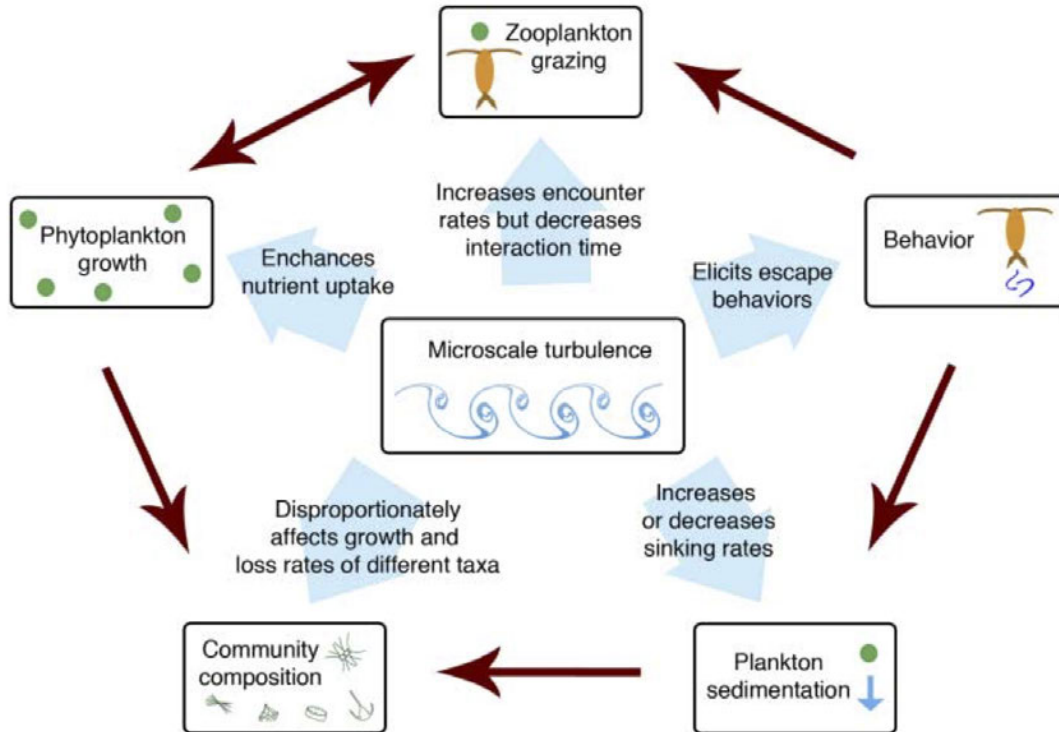 Zooplankton
grazing
Phytoplankton
growth
Increases encounter
rates but decreases
interaction time
Behavior
Enchances
nutrient uptake
Elicits escape
behaviors
Microscale turbulence
Disproportionately
affects growth and
loss rates of different taxa
Increases
or decreases
sinking rates
Community
composition
Plankton
sedimentation